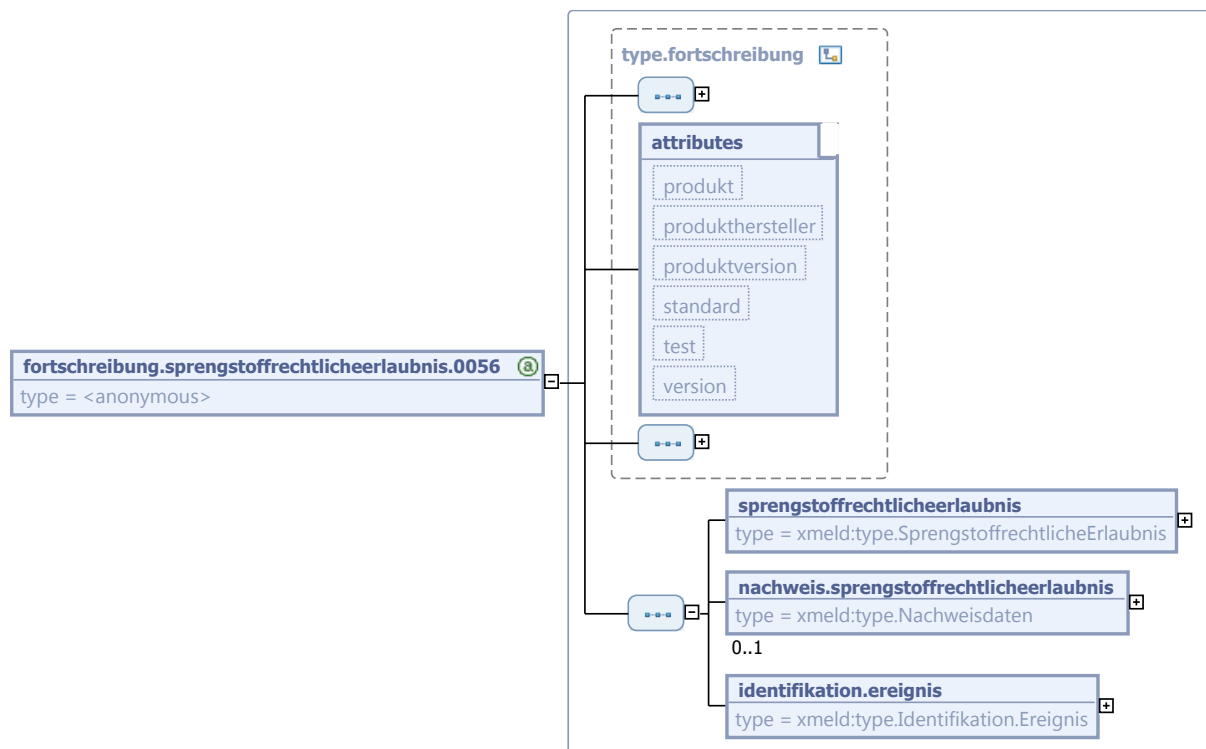 type.fortschreibung
attributes
produkt
produkthersteller
produktversion
standard
test
version
fortschreibung.sprengstoffrechtlicheerlaubnis.0056 a
type = <anonymous>
sprengstoffrechtlicheerlaubnis
type = xmeld:type.SprengstoffrechtlicheErlaubnis
nachweis.sprengstoffrechtlicheerlaubnis
type = xmeld:type.Nachweisdaten
0..1
identifikation.ereignis
type = xmeld:type.Identifikation.Ereignis